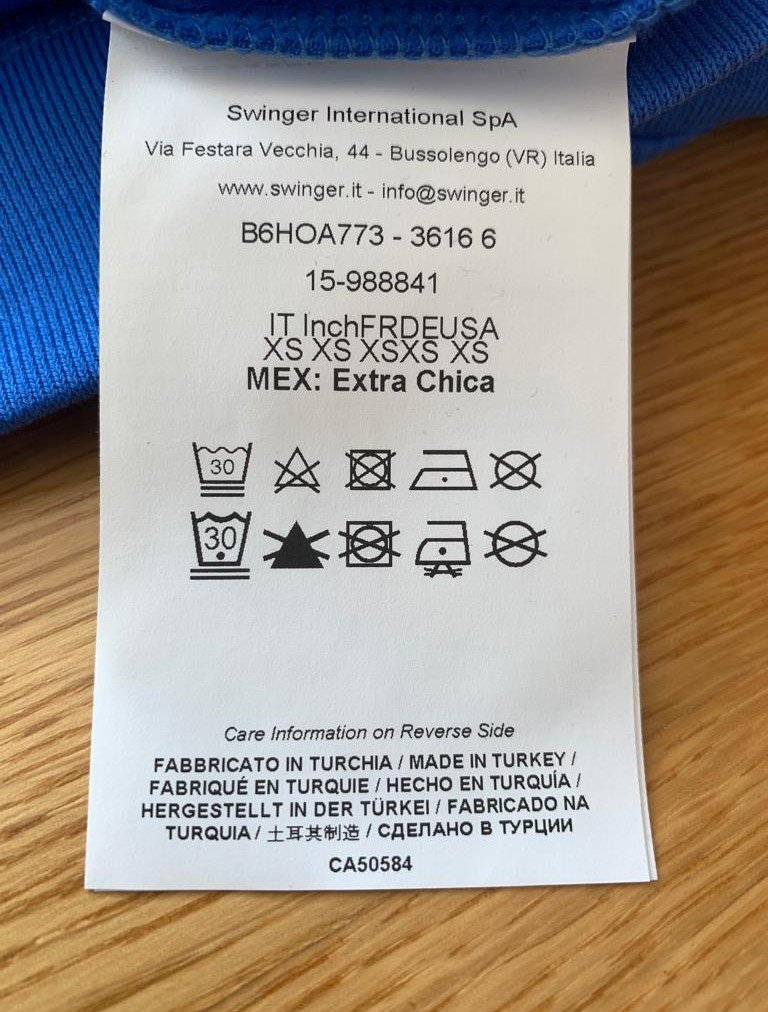 Swinger International SpA
Via Festara Vecchia, 44 - Bussolengo (VR) Italia
www.swinger.it - info@swinger.it
B6HOA773 - 3616 6
15-988841
IT InchFRDEUSA
XS XS XSXS XS
MEX: Extra Chica
30
30
Care Information on Reverse Side
FABBRICATO IN TURCHIA / MADE IN TURKEY /
FABRIQUÉ EN TURQUIE / HECHO EN TURQUÍA /
HERGESTELLT IN DER TÜRKEI / FABRICADO NA
TURQUIA / 土耳其制造 / СДЕЛАНО В ТУРЦИИ
CA50584